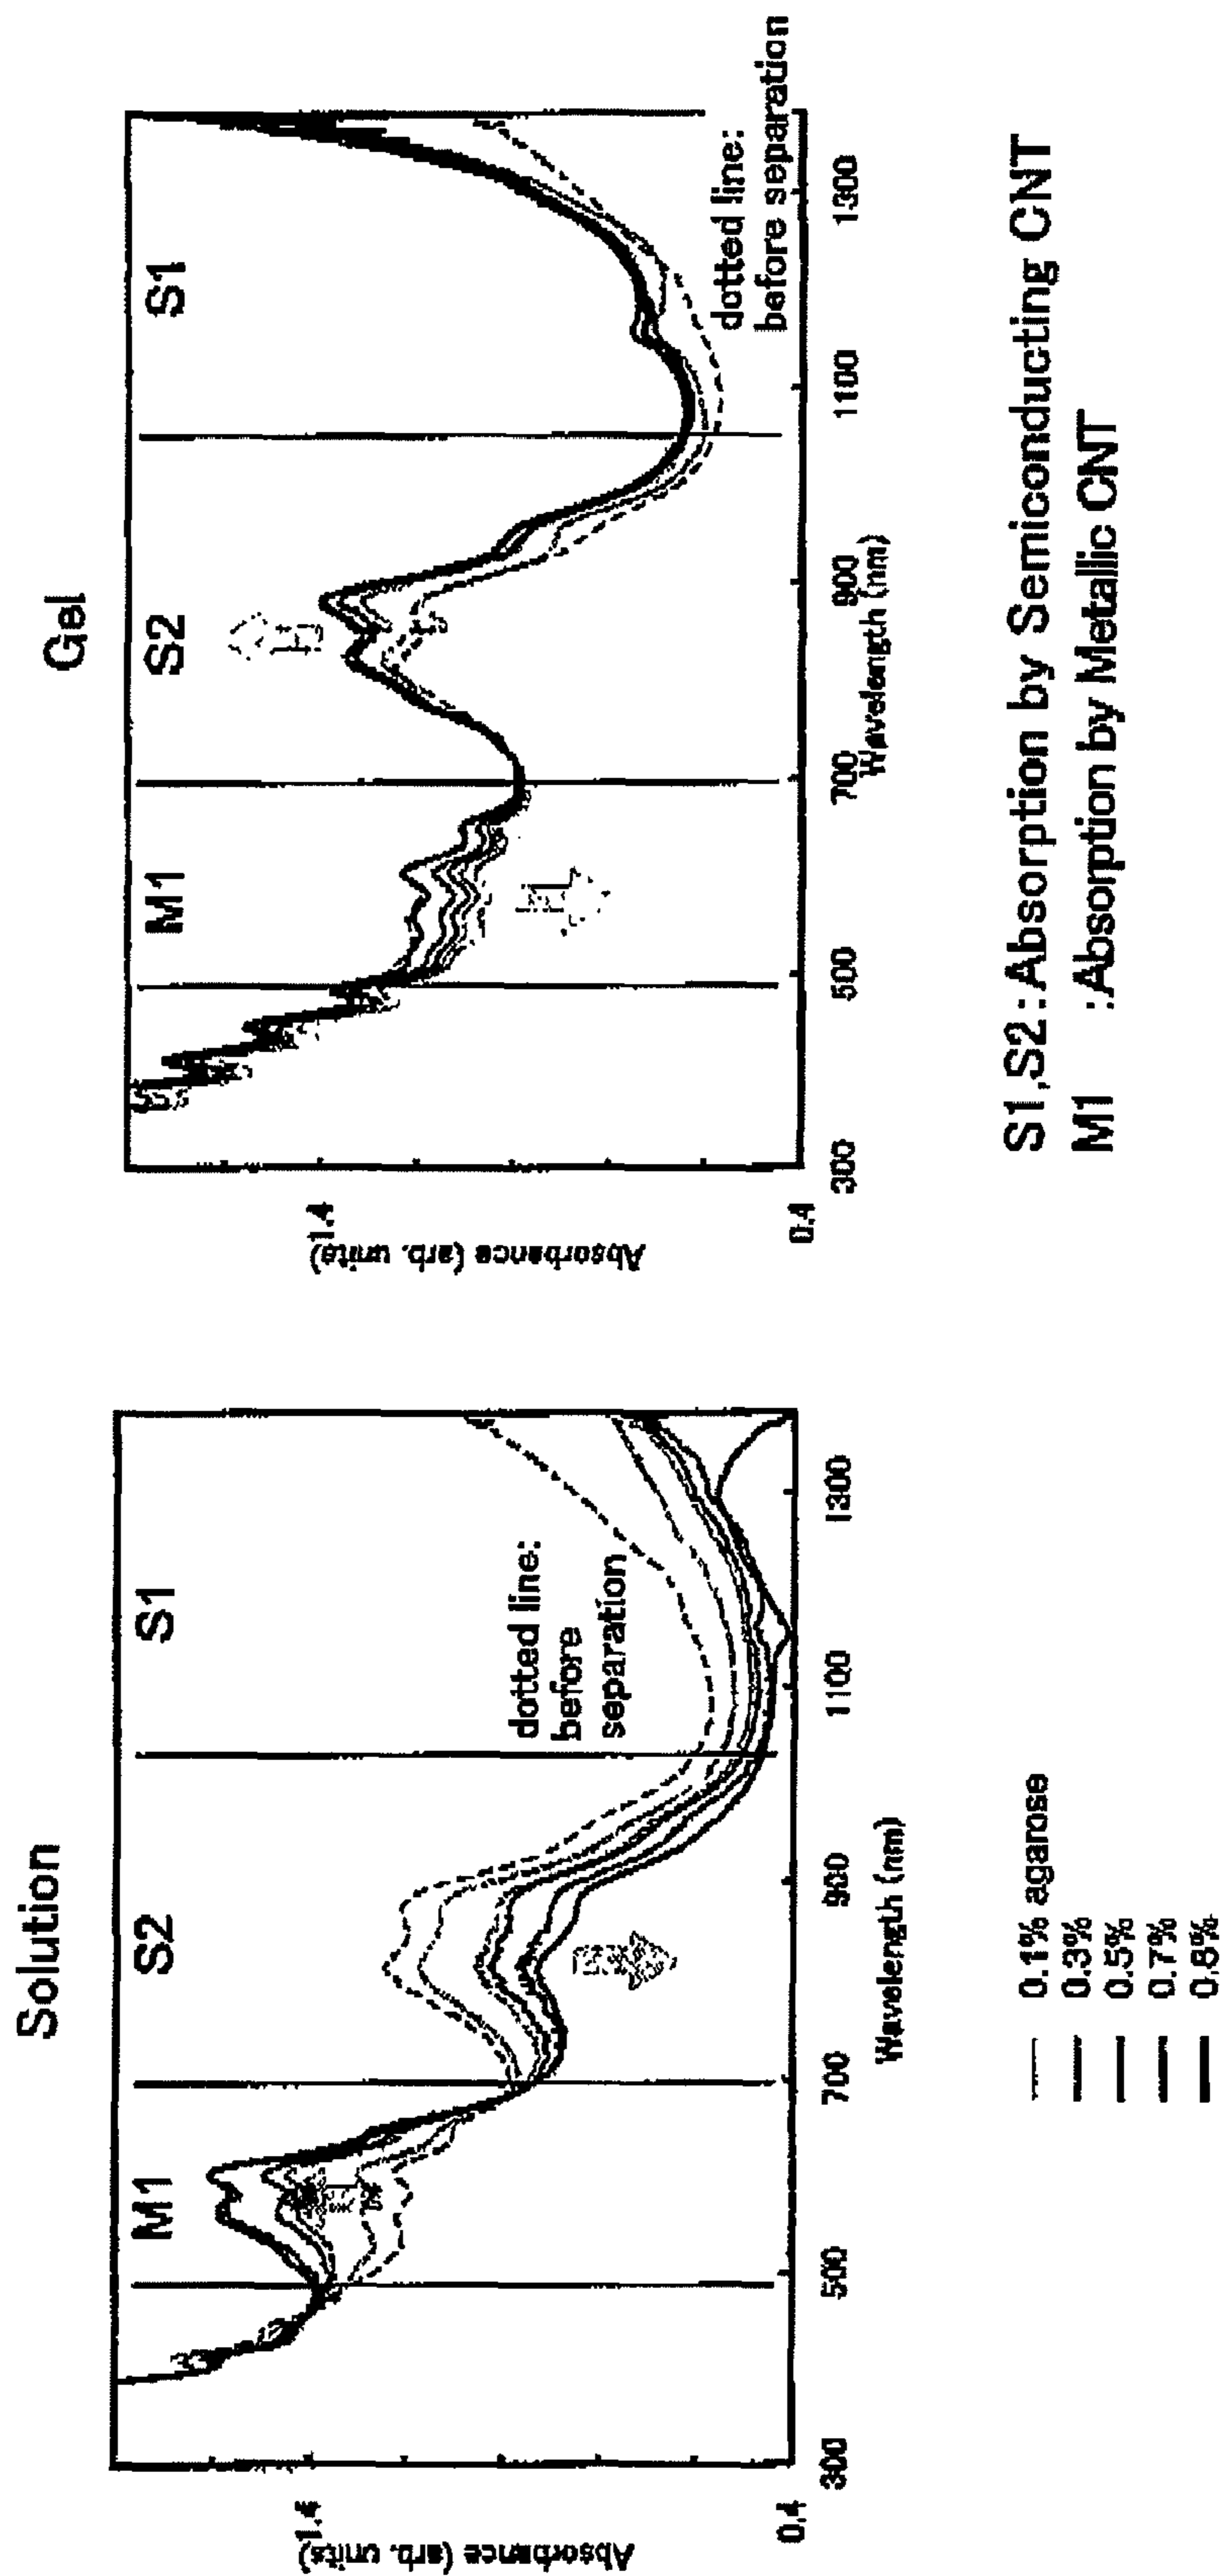 Solution
M1
S2
S1
dotted line:
before
separation
1.4
0.4
Absorbance (arb. units)
300
500
700
900
1100
1300
Wavelength (nm)
0.1% agarose
0.3%
0.5%
0.7%
0.8%
Gel
M1
S2
S1
dotted line:
before separation
1.4
0.4
Absorbance (arb. units)
300
500
700
900
1100
1300
Wavelength (nm)
S1,S2::Absorption by Semiconducting CNT
M1 :Absorption by Metallic CNT